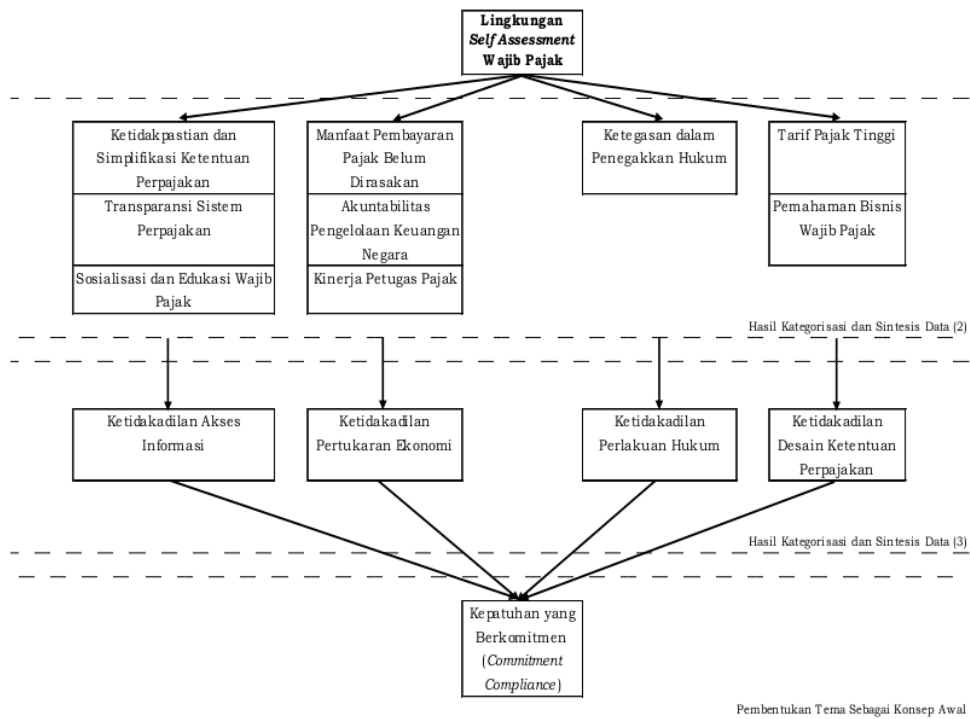 Lingkungan
Self Assessment
Wajib Pajak
Ketidakpastian dan
Simplifikasi Ketentuan
Perpajakan
Transparansi Sistem
Perpajakan
Sosialisasi dan Edukasi Wajib
Pajak
Manfaat Pembayaran
Pajak Belum
Dirasakan
Akuntabilitas
Pengelolaan Keuangan
Negara
Kinerja Petugas Pajak
Ketegasan dalam
Penegakkan Hukum
Tarif Pajak Tinggi
Pemahaman Bisnis
Wajib Pajak
Hasil Kategorisasi dan Sintesis Data (2)
Ketidakadilan Akses
Informasi
Ketidakadilan
Pertukaran Ekonomi
Ketidakadilan
Perlakuan Hukum
Ketidakadilan
Desain Ketentuan
Perpajakan
Hasil Kategorisasi dan Sintesis Data (3)
Kepatuhan yang
Berkomitmen
(Commitment
Compliance)
Pembentukan Tema Sebagai Konsep Awal